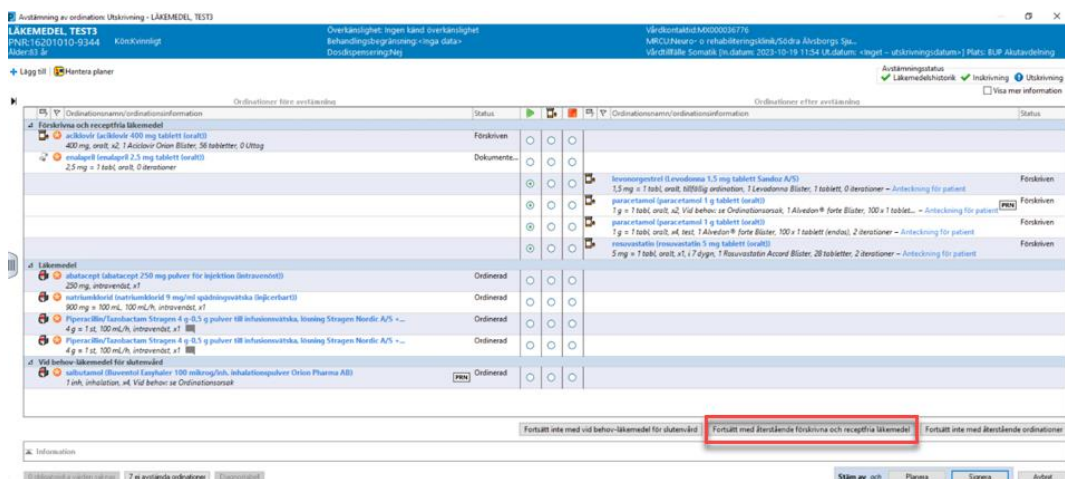 Avstämning av ordination: Utskrivning - LÄKEMEDEL, TEST3
LÄKEMEDEL, TEST3
PNR:16201010-9344 Kön:Kvinnligt
Ålder:83 år
Överkänslighet: Ingen känd överkänslighet
Behandlingsbegränsning:<Inga data>
Dosdispensering:Nej
Vårdkontaktid:MX000036776
MRCU:Neuro- o rehabiliteringsklinik/Södra Älvsborgs Sju...
Vårdtillfälle Somatik [In.datum: 2023-10-19 11:54 Ut.datum: <Inget – utskrivningsdatum>] Plats: BUP Akutavdelning
Lägg till Hantera planer
Avstämningsstatus
Läkemedelshistorik Inskrivning Utskrivning
Visa mer information
Ordinationer före avstämning Ordinationer efter avstämning
Ordinationsnamn/ordinationsinformation Status Ordinationsnamn/ordinationsinformation Status
Förskrivna och receptfria läkemedel
aciklovir (aciklovir 400 mg tablett (oralt)) Förskriven
400 mg, oralt, x2, 1 Aciclovir Orion Blister, 56 tabletter, 0 Uttag
enalapril (enalapril 2,5 mg tablett (oralt)) Dokumente...
2,5 mg = 1 tabl, oralt, 0 iterationer
levonorgestrel (Levodonna 1,5 mg tablett Sandoz A/S) Förskriven
1,5 mg = 1 tabl, oralt, tillfällig ordination, 1 Levodonna Blister, 1 tablett, 0 iterationer – Anteckning för patient
paracetamol (paracetamol 1 g tablett (oralt)) PRN Förskriven
1 g = 1 tabl, oralt, x2, Vid behov: se Ordinationsorsak, 1 Alvedon® forte Blister, 100 x 1 tablet... – Anteckning för patient
paracetamol (paracetamol 1 g tablett (oralt)) Förskriven
1 g = 1 tabl, oralt, x4, test, 1 Alvedon® forte Blister, 100 x 1 tablett (endos), 2 iterationer – Anteckning för patient
rosuvastatin (rosuvastatin 5 mg tablett (oralt)) Förskriven
5 mg = 1 tabl, oralt, x1, i 7 dygn, 1 Rosuvastatin Accord Blister, 28 tabletter, 2 iterationer – Anteckning för patient
Läkemedel
abatacept (abatacept 250 mg pulver för injektion (intravenöst)) Ordinerad
250 mg, intravenöst, x1
natriumklorid (natriumklorid 9 mg/ml spädningsvätska (injicerbart)) Ordinerad
900 mg = 100 mL, 100 mL/h, intravenöst, x1
Piperacillin/Tazobactam Stragen 4 g-0,5 g pulver till infusionsvätska, lösning Stragen Nordic A/S +... Ordinerad
4 g = 1 st, 100 mL/h, intravenöst, x1
Piperacillin/Tazobactam Stragen 4 g-0,5 g pulver till infusionsvätska, lösning Stragen Nordic A/S +... Ordinerad
4 g = 1 st, 100 mL/h, intravenöst, x1
Vid behov-läkemedel för slutenvård
salbutamol (Buventol Easyhaler 100 mikrog/inh. inhalationspulver Orion Pharma AB) PRN Ordinerad
1 inh, inhalation, x4, Vid behov: se Ordinationsorsak
Fortsätt inte med vid behov-läkemedel för slutenvård Fortsätt med återstående förskrivna och receptfria läkemedel Fortsätt inte med återstående ordinationer
Information
7 ej avstämda ordinationer Stäm av och Planera Signera Avbryt